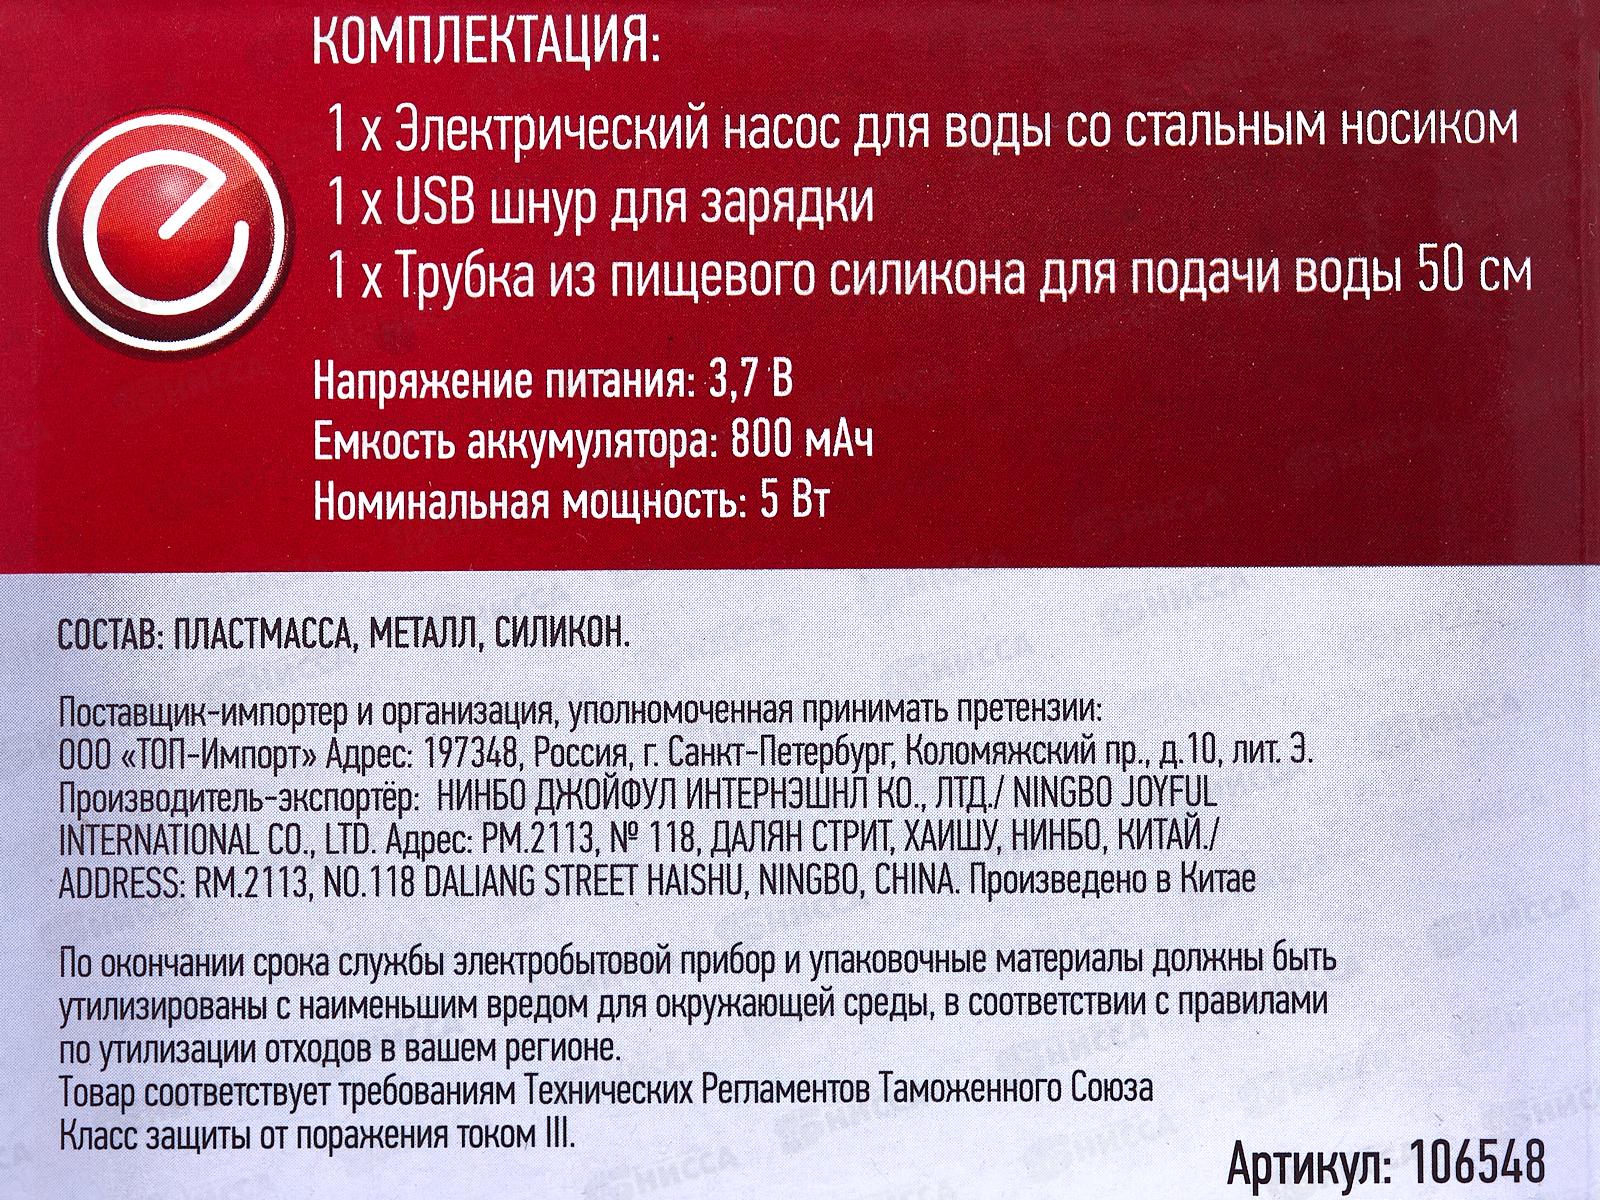 КОМПЛЕКТАЦИЯ:
1 x Электрический насос для воды со стальным носиком
1 x USB шнур для зарядки
1 x Трубка из пищевого силикона для подачи воды 50 см
Напряжение питания: 3,7 В
Емкость аккумулятора: 800 мАч
Номинальная мощность: 5 Вт
СОСТАВ: ПЛАСТМАССА, МЕТАЛЛ, СИЛИКОН.
Поставщик-импортер и организация, уполномоченная принимать претензии:
ООО «ТОП-Импорт» Адрес: 197348, Россия, г. Санкт-Петербург, Коломяжский пр., д.10, лит. Э.
Производитель-экспортёр: НИНБО ДЖОЙФУЛ ИНТЕРНЭШНЛ КО., ЛТД./ NINGBO JOYFUL
INTERNATIONAL CO., LTD. Адрес: РМ.2113, № 118, ДАЛЯН СТРИТ, ХАИШУ, НИНБО, КИТАЙ./
ADDRESS: RM.2113, NO.118 DALIANG STREET HAISHU, NINGBO, CHINA. Произведено в Китае
По окончании срока службы электробытовой прибор и упаковочные материалы должны быть
утилизированы с наименьшим вредом для окружающей среды, в соответствии с правилами
по утилизации отходов в вашем регионе.
Товар соответствует требованиям Технических Регламентов Таможенного Союза
Класс защиты от поражения током III.
Артикул: 106548